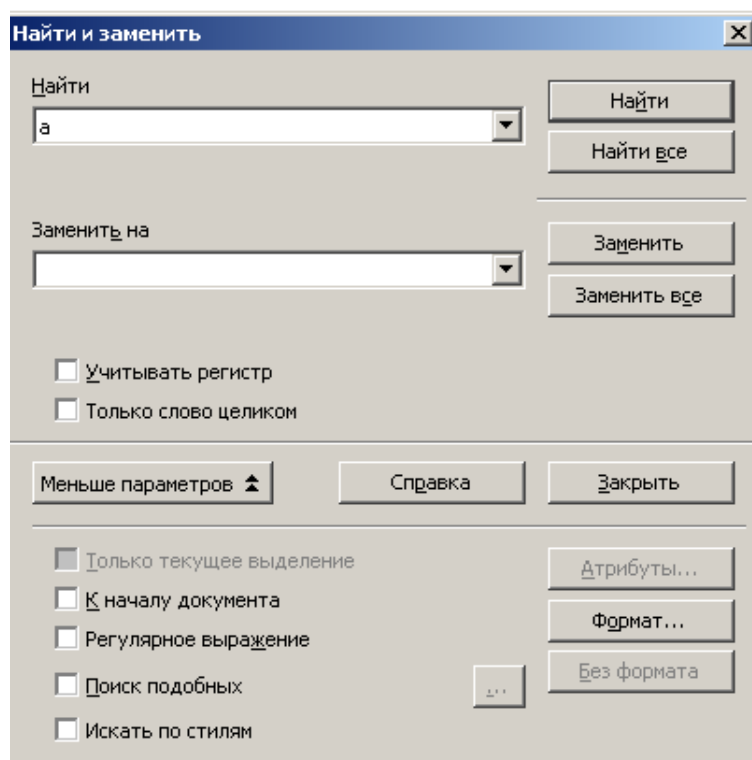 Найти и заменить
Найти
а
Найти
Найти все
Заменить на
Заменить
Заменить все
Учитывать регистр
Только слово целиком
Меньше параметров
Справка
Закрыть
Только текущее выделение
Атрибуты...
К началу документа
Формат...
Регулярное выражение
Без формата
Поиск подобных
...
Искать по стилям